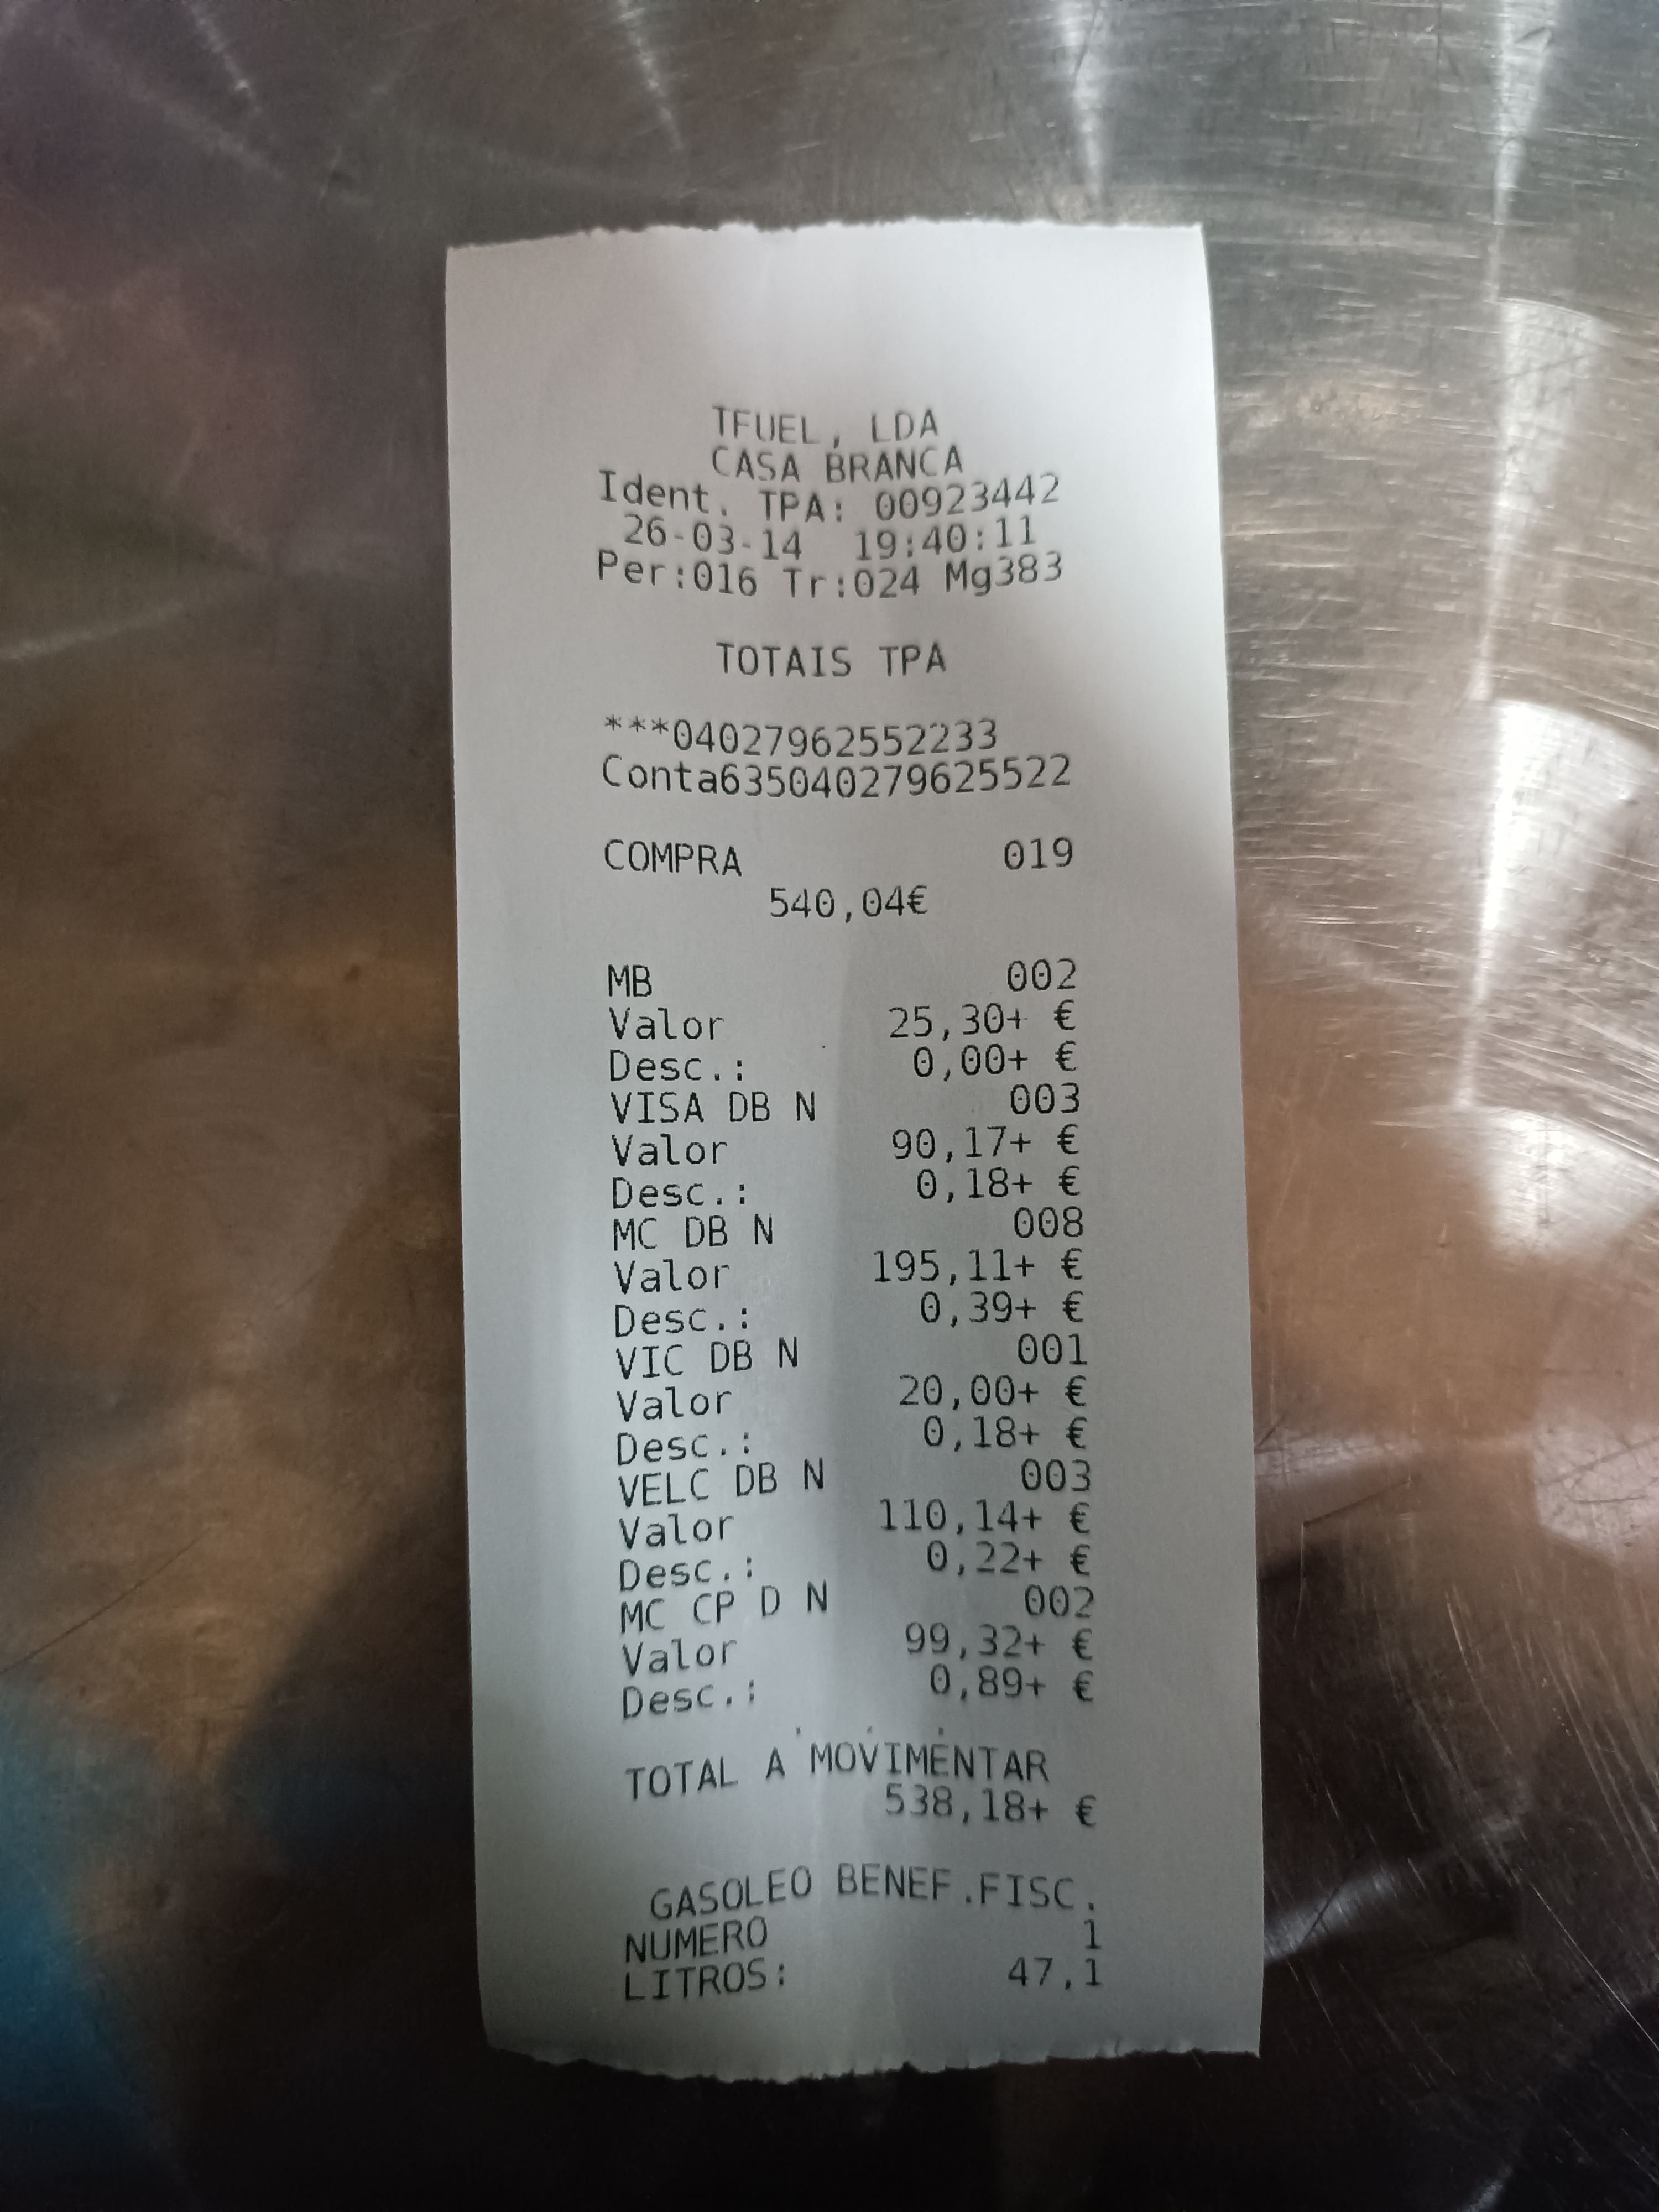 TFUEL, LDA
CASA BRANCA
Ident. TPA: 00923442
26-03-14 19:40:11
Per:016 Tr:024 Mg383
TOTAIS TPA
***04027962552233
Conta635040279625522
COMPRA 019
540,04€
MB 002
Valor 25,30+ €
Desc.: 0,00+ €
VISA DB N 003
Valor 90,17+ €
Desc.: 0,18+ €
MC DB N 008
Valor 195,11+ €
Desc.: 0,39+ €
VIC DB N 001
Valor 20,00+ €
Desc.: 0,18+ €
VELC DB N 003
Valor 110,14+ €
Desc.: 0,22+ €
MC CP D N 002
Valor 99,32+ €
Desc.: 0,89+ €
TOTAL A MOVIMENTAR
538,18+ €
GASOLEO BENEF.FISC.
NUMERO 1
LITROS: 47,1